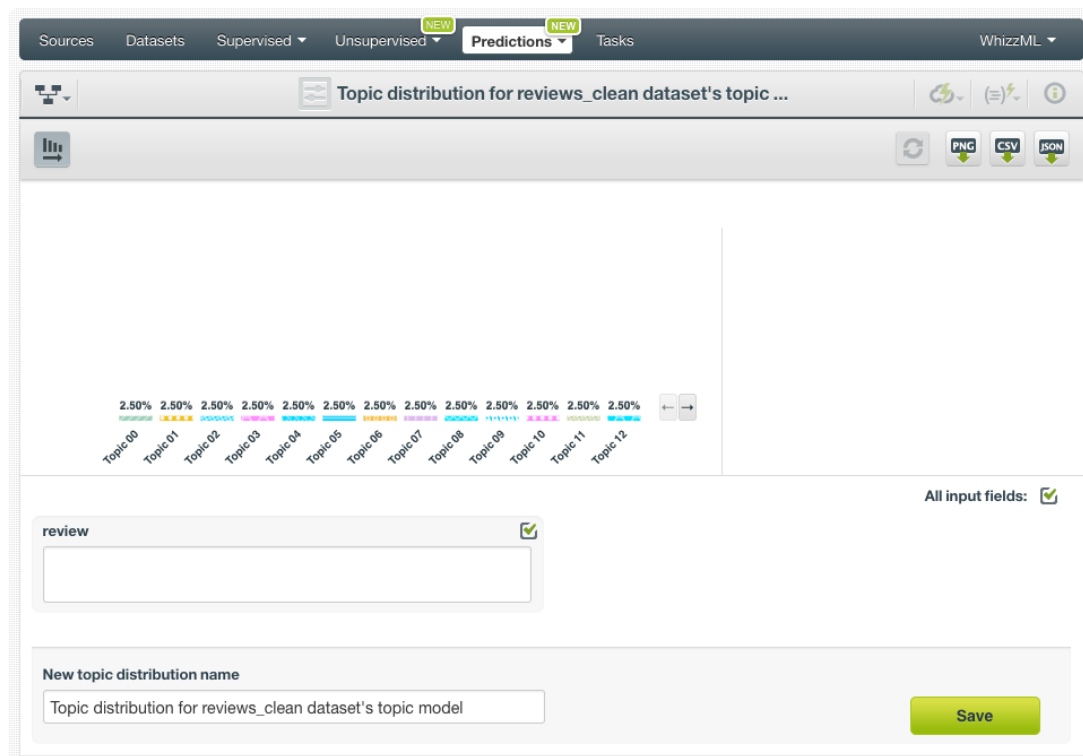 NEW NEW
Sources Datasets Supervised Unsupervised Predictions Tasks WhizzML
Topic distribution for reviews_clean dataset's topic ...
PNG CSV JSON
2.50% 2.50% 2.50% 2.50% 2.50% 2.50% 2.50% 2.50% 2.50% 2.50% 2.50% 2.50% 2.50%
Topic 00 Topic 01 Topic 02 Topic 03 Topic 04 Topic 05 Topic 06 Topic 07 Topic 08 Topic 09 Topic 10 Topic 11 Topic 12
All input fields:
review
New topic distribution name
Topic distribution for reviews_clean dataset's topic model
Save